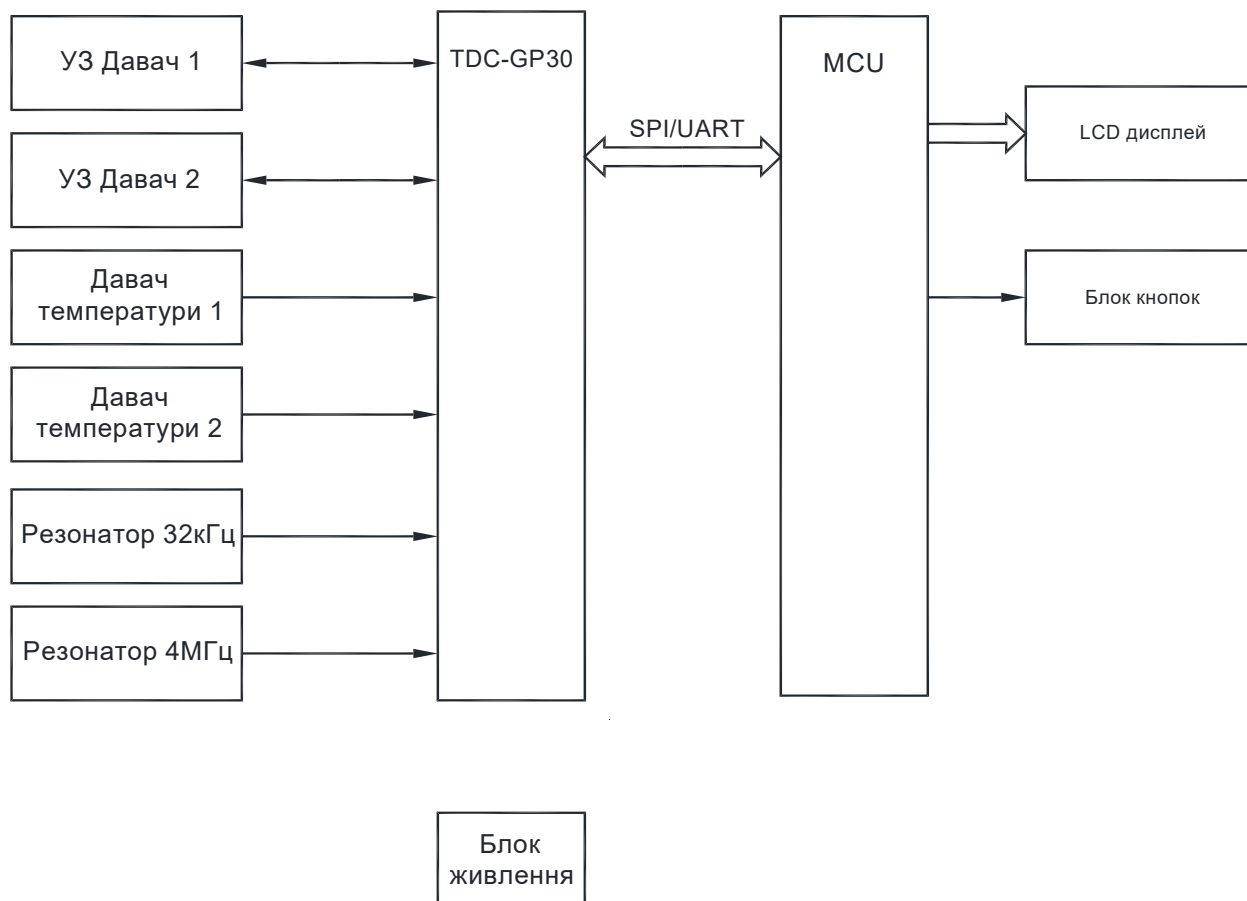 УЗ Давач 1
TDC-GP30
MCU
SPI/UART
LCD дисплей
УЗ Давач 2
Давач
температури 1
Блок кнопок
Давач
температури 2
Резонатор 32кГц
Резонатор 4МГц
Блок
живлення